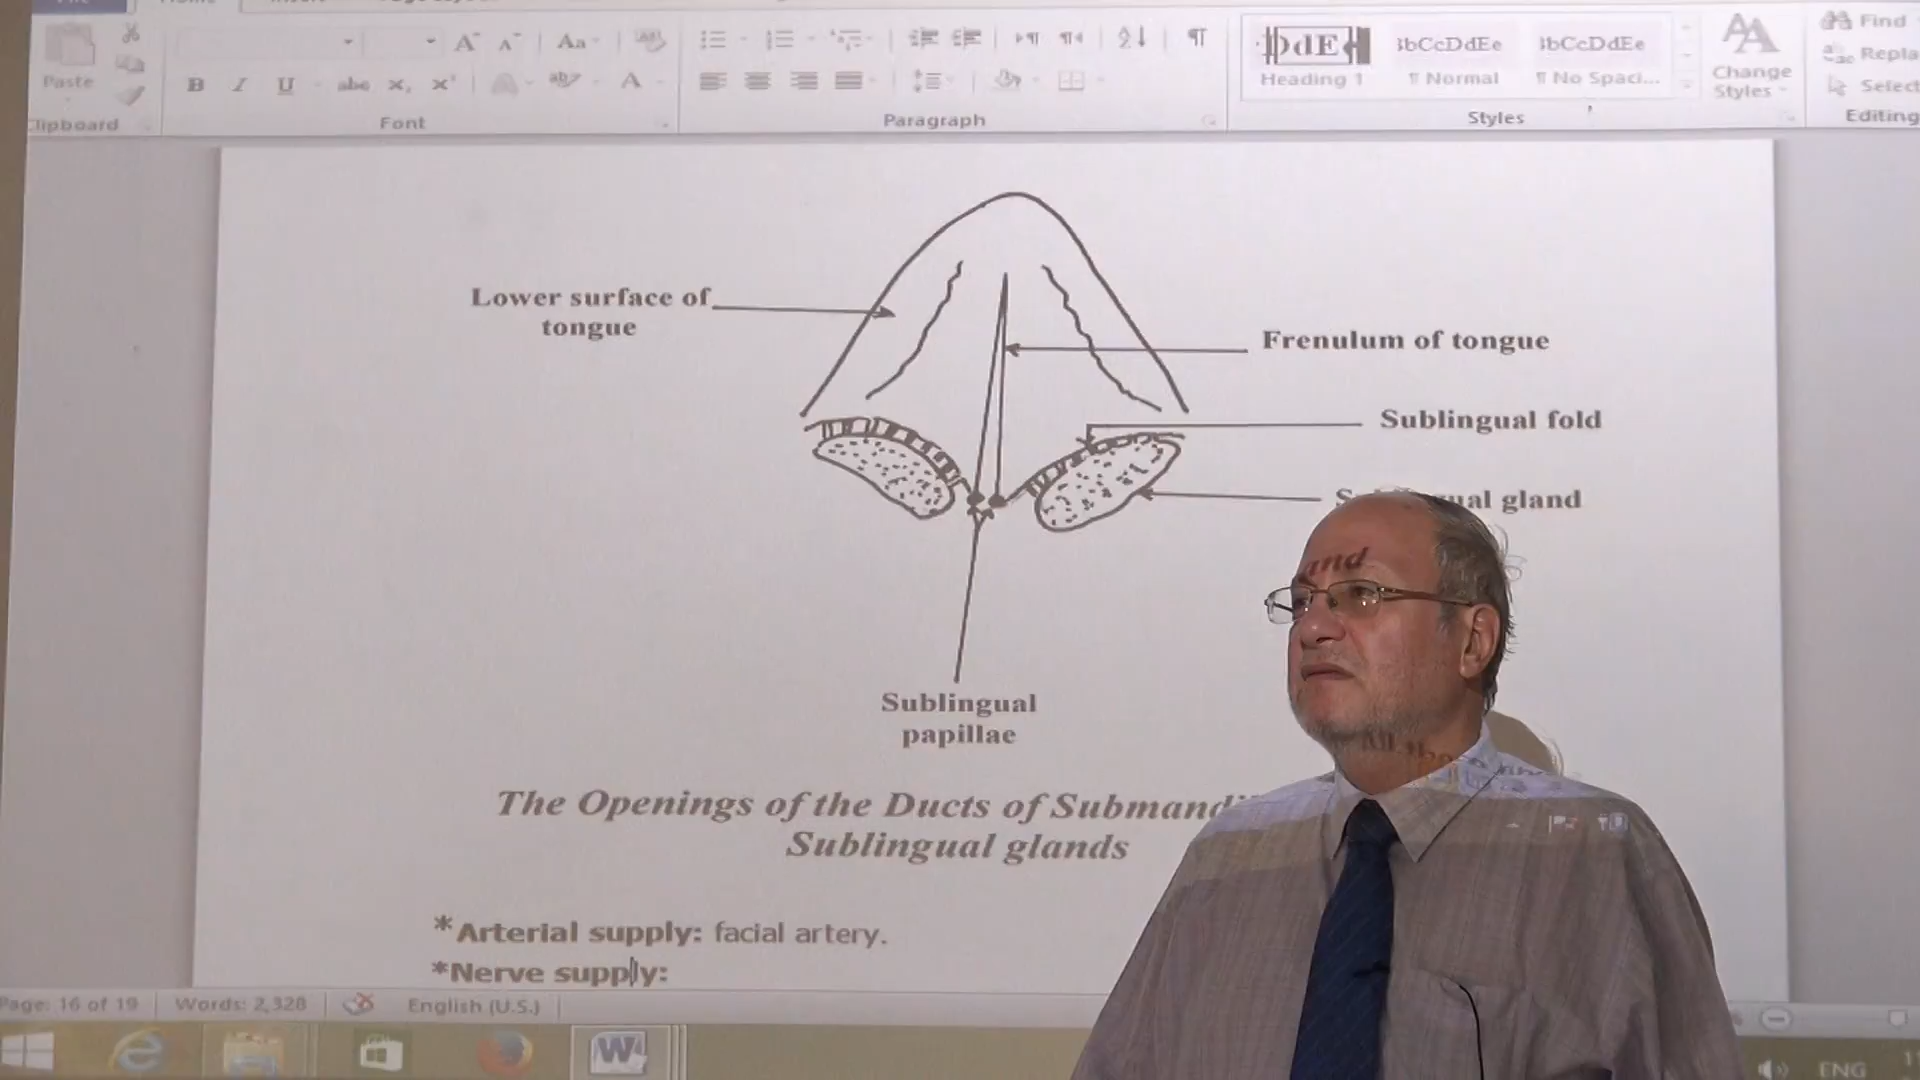 Paste
Clipboard
B I U abc
Font
Paragraph
Heading 1
¶ Normal
¶ No Spaci...
Styles
Change
Styles
Find
Repla
Select
Editing
Lower surface of
tongue
Frenulum of tongue
Sublingual fold
gland
Sublingual
papillae
The Openings of the Ducts of
Sublingual glands
*Arterial supply: facial artery.
*Nerve supply:
Page: 16 of 19
Words: 2,328
English (U.S.)
ENG